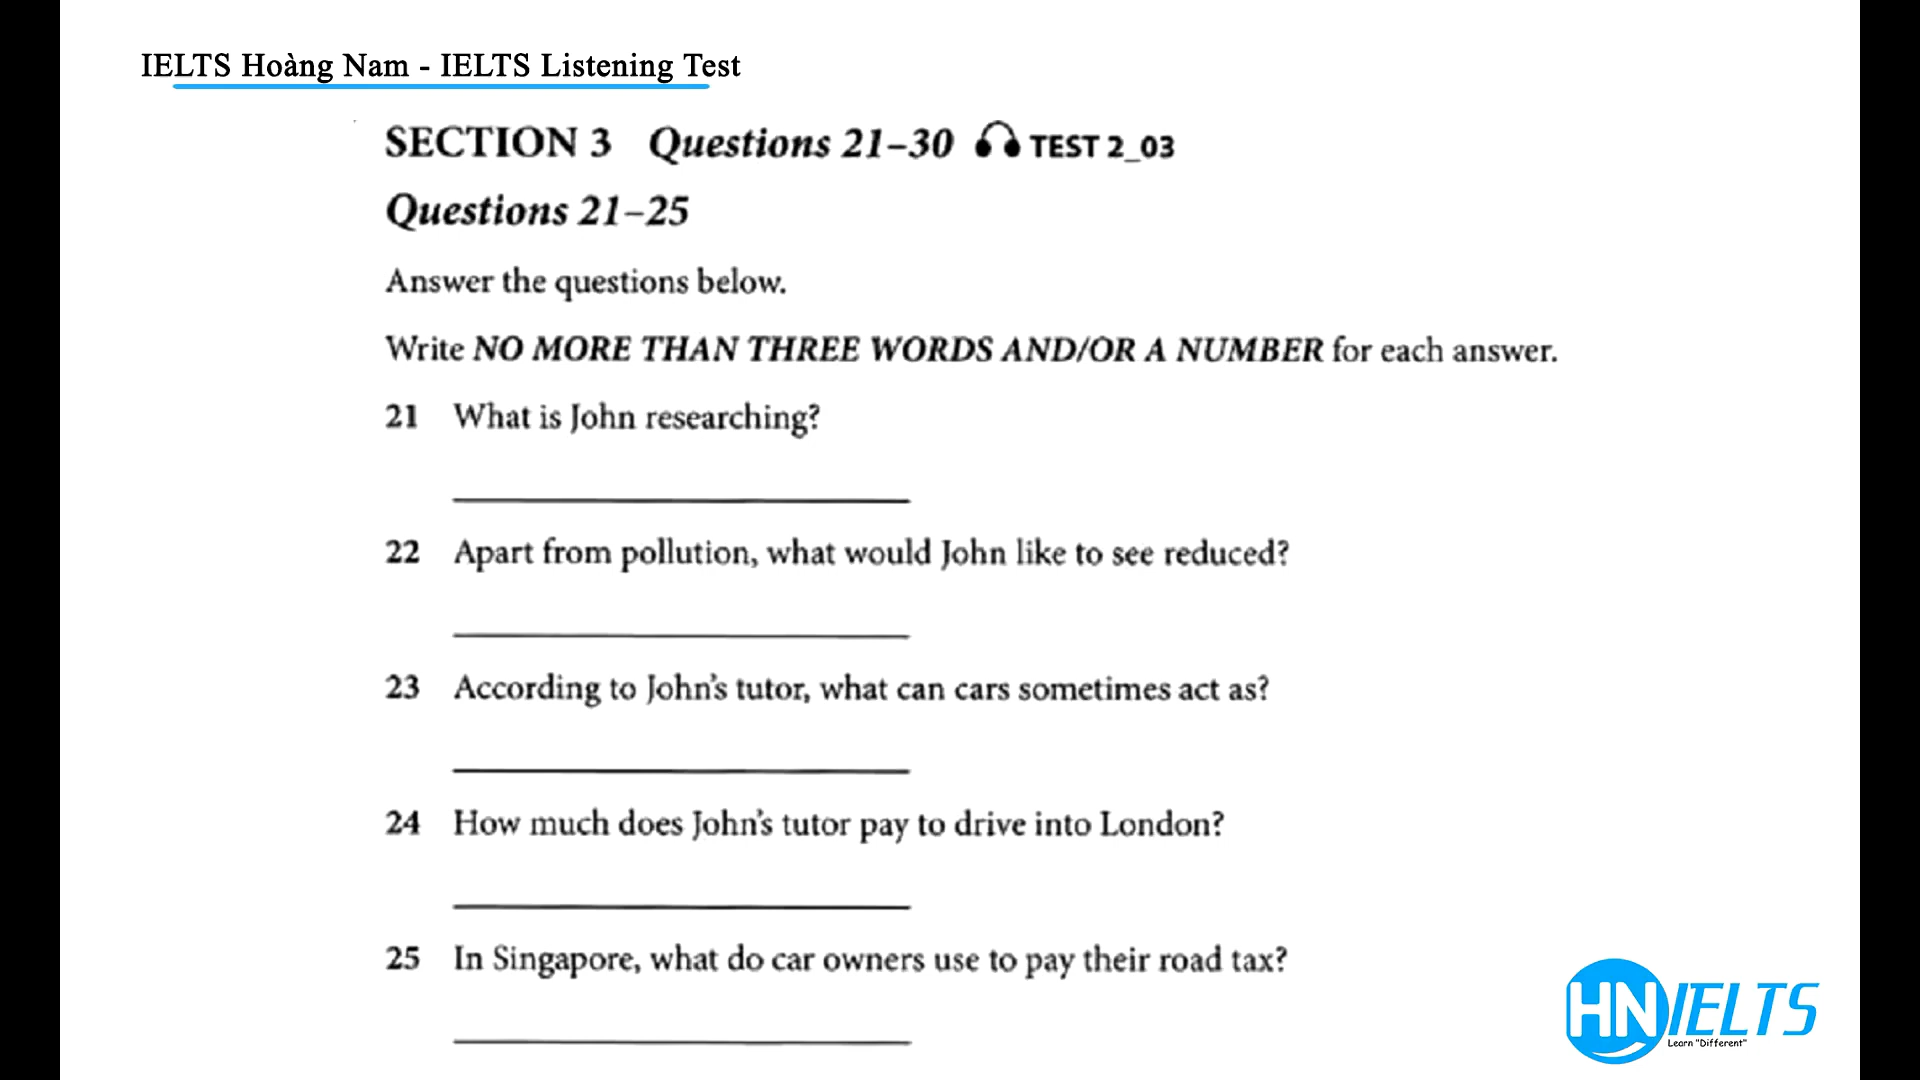 IELTS Hoàng Nam - IELTS Listening Test
SECTION 3 Questions 21–30 TEST 2_03
Questions 21–25
Answer the questions below.
Write NO MORE THAN THREE WORDS AND/OR A NUMBER for each answer.
21 What is John researching?
22 Apart from pollution, what would John like to see reduced?
23 According to John's tutor, what can cars sometimes act as?
24 How much does John's tutor pay to drive into London?
25 In Singapore, what do car owners use to pay their road tax?
HNIELTS
Learn "Different"